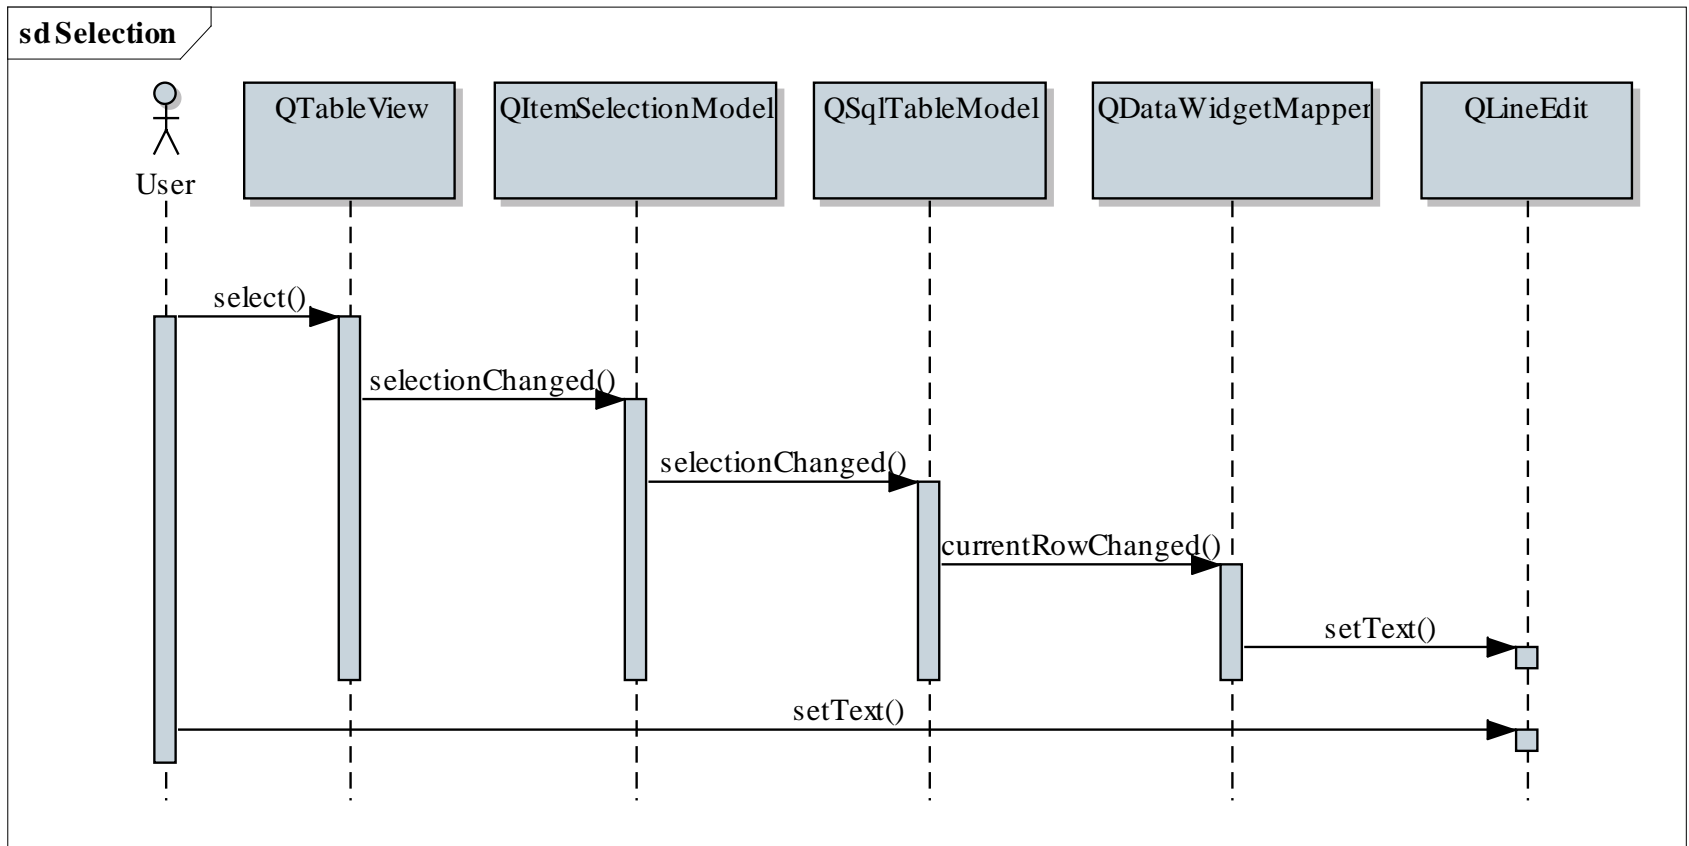 sd Selection
QTableView
QItemSelectionModel
QSqlTableModel
QDataWidgetMapper
QLineEdit
User
select()
selectionChanged()
selectionChanged()
currentRowChanged()
setText()
setText()